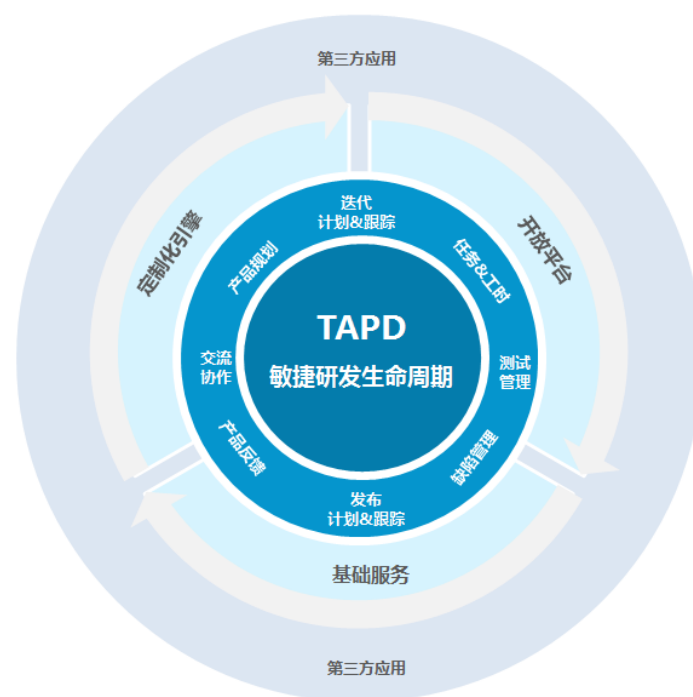 第三方应用
定制化引擎
开放平台
迭代
计划&跟踪
产品规划
任务&工时
TAPD
敏捷研发生命周期
交流
协作
测试
管理
产品反馈
缺陷管理
发布
计划&跟踪
基础服务
第三方应用